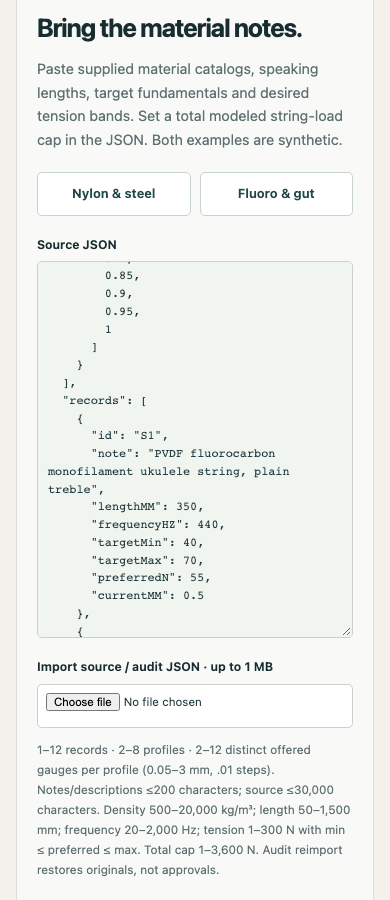 Bring the material notes.
Paste supplied material catalogs, speaking
lengths, target fundamentals and desired
tension bands. Set a total modeled string-load
cap in the JSON. Both examples are synthetic.
Nylon & steel
Fluoro & gut
Source JSON
0.85,
0.9,
0.95,
1
]
}
],
"records": [
{
"id": "S1",
"note": "PVDF fluorocarbon
monofilament ukulele string, plain
treble",
"lengthMM": 350,
"frequencyHZ": 440,
"targetMin": 40,
"targetMax": 70,
"preferredN": 55,
"currentMM": 0.5
},
{
Import source / audit JSON · up to 1 MB
Choose file No file chosen
1–12 records · 2–8 profiles · 2–12 distinct offered
gauges per profile (0.05–3 mm, .01 steps).
Notes/descriptions ≤200 characters; source ≤30,000
characters. Density 500–20,000 kg/m³; length 50–1,500
mm; frequency 20–2,000 Hz; tension 1–300 N with min
≤ preferred ≤ max. Total cap 1–3,600 N. Audit reimport
restores originals, not approvals.